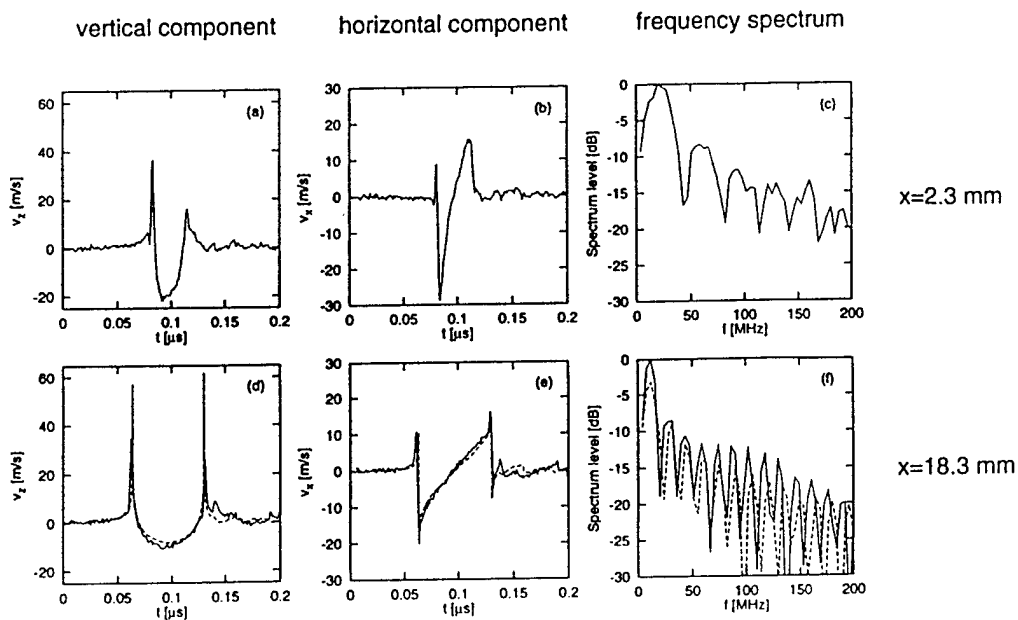 vertical component
horizontal component
frequency spectrum
(a)
v_z [m/s]
60
40
20
0
-20
0
0.05
0.1
0.15
0.2
t [μs]
(b)
v_x [m/s]
30
20
10
0
-10
-20
-30
0
0.05
0.1
0.15
0.2
t [μs]
(c)
Spectrum level [dB]
0
-5
-10
-15
-20
-25
-30
0
50
100
150
200
f [MHz]
x=2.3 mm
(d)
v_z [m/s]
60
40
20
0
-20
0
0.05
0.1
0.15
0.2
t [μs]
(e)
v_x [m/s]
30
20
10
0
-10
-20
-30
0
0.05
0.1
0.15
0.2
t [μs]
(f)
Spectrum level [dB]
0
-5
-10
-15
-20
-25
-30
0
50
100
150
200
f [MHz]
x=18.3 mm